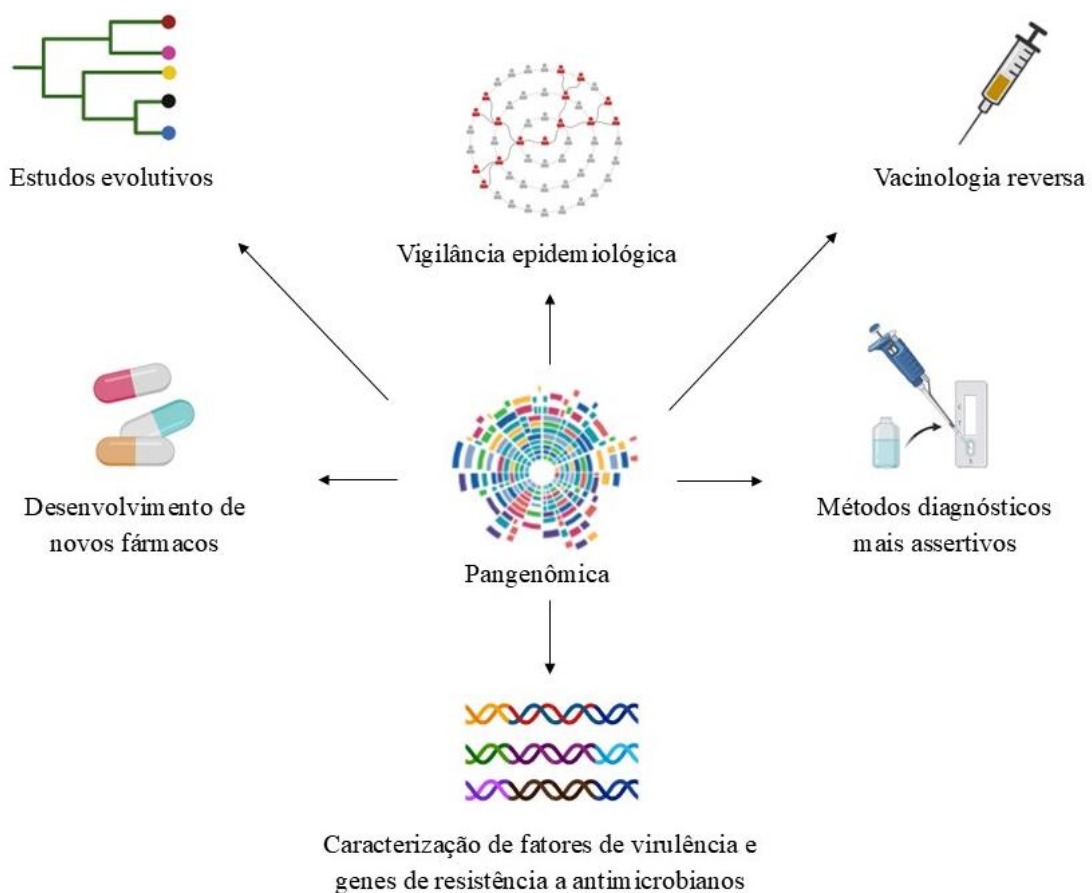 Estudos evolutivos
Vigilância epidemiológica
Vacinologia reversa
Desenvolvimento de
novos fármacos
Pangenômica
Métodos diagnósticos
mais assertivos
Caracterização de fatores de virulência e
genes de resistência a antimicrobianos